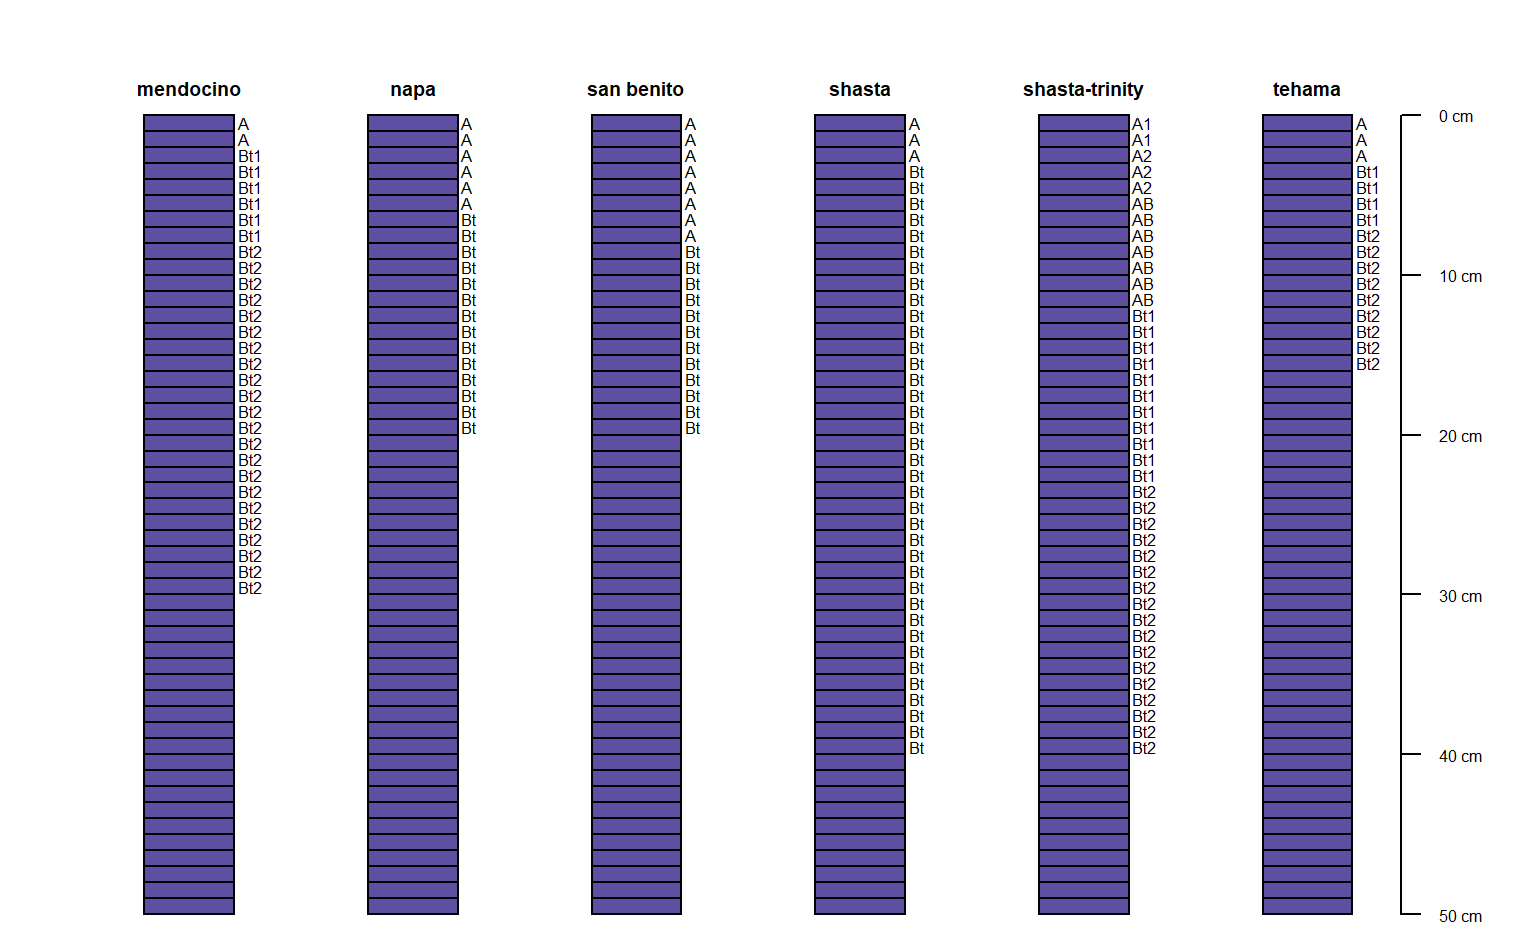 mendocino napa san benito shasta shasta-trinity tehama
A A A A A1 A 0 cm
A A A A A1 A
Bt1 A A A A2 A
Bt1 A A Bt A2 Bt1
Bt1 A A Bt A2 Bt1
Bt1 A A Bt AB Bt1
Bt1 Bt A Bt AB Bt1
Bt1 Bt A Bt AB Bt2
Bt2 Bt Bt Bt AB Bt2
Bt2 Bt Bt Bt AB Bt2
Bt2 Bt Bt Bt AB Bt2 10 cm
Bt2 Bt Bt Bt AB Bt2
Bt2 Bt Bt Bt Bt1 Bt2
Bt2 Bt Bt Bt Bt1 Bt2
Bt2 Bt Bt Bt Bt1 Bt2
Bt2 Bt Bt Bt Bt1 Bt2
Bt2 Bt Bt Bt Bt1
Bt2 Bt Bt Bt Bt1
Bt2 Bt Bt Bt Bt1
Bt2 Bt Bt Bt Bt1
Bt2 Bt Bt1 20 cm
Bt2 Bt Bt1
Bt2 Bt Bt1
Bt2 Bt Bt2
Bt2 Bt Bt2
Bt2 Bt Bt2
Bt2 Bt Bt2
Bt2 Bt Bt2
Bt2 Bt Bt2
Bt2 Bt Bt2
Bt Bt2 30 cm
Bt Bt2
Bt Bt2
Bt Bt2
Bt Bt2
Bt Bt2
Bt Bt2
Bt Bt2
Bt Bt2
Bt Bt2
40 cm
50 cm